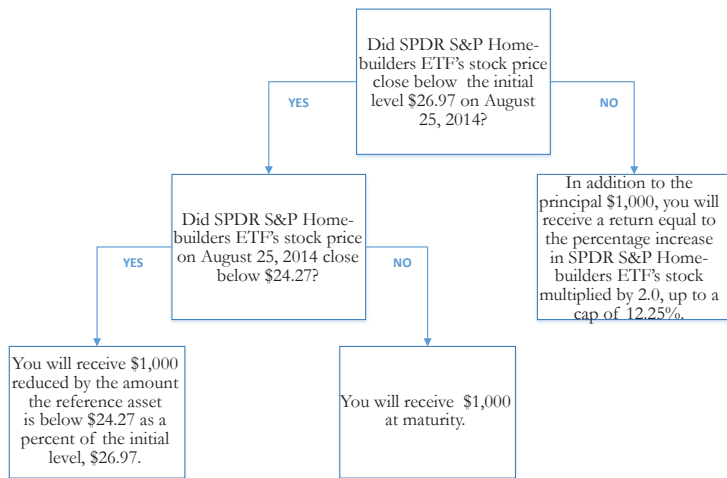 Did SPDR S&P Home-
builders ETF's stock price
close below the initial
level $26.97 on August
25, 2014?
YES
NO
Did SPDR S&P Home-
builders ETF's stock price
on August 25, 2014 close
below $24.27?
In addition to the
principal $1,000, you will
receive a return equal to
the percentage increase
in SPDR S&P Home-
builders ETF's stock
multiplied by 2.0, up to a
cap of 12.25%.
YES
NO
You will receive $1,000
reduced by the amount
the reference asset
is below $24.27 as a
percent of the initial
level, $26.97.
You will receive $1,000
at maturity.